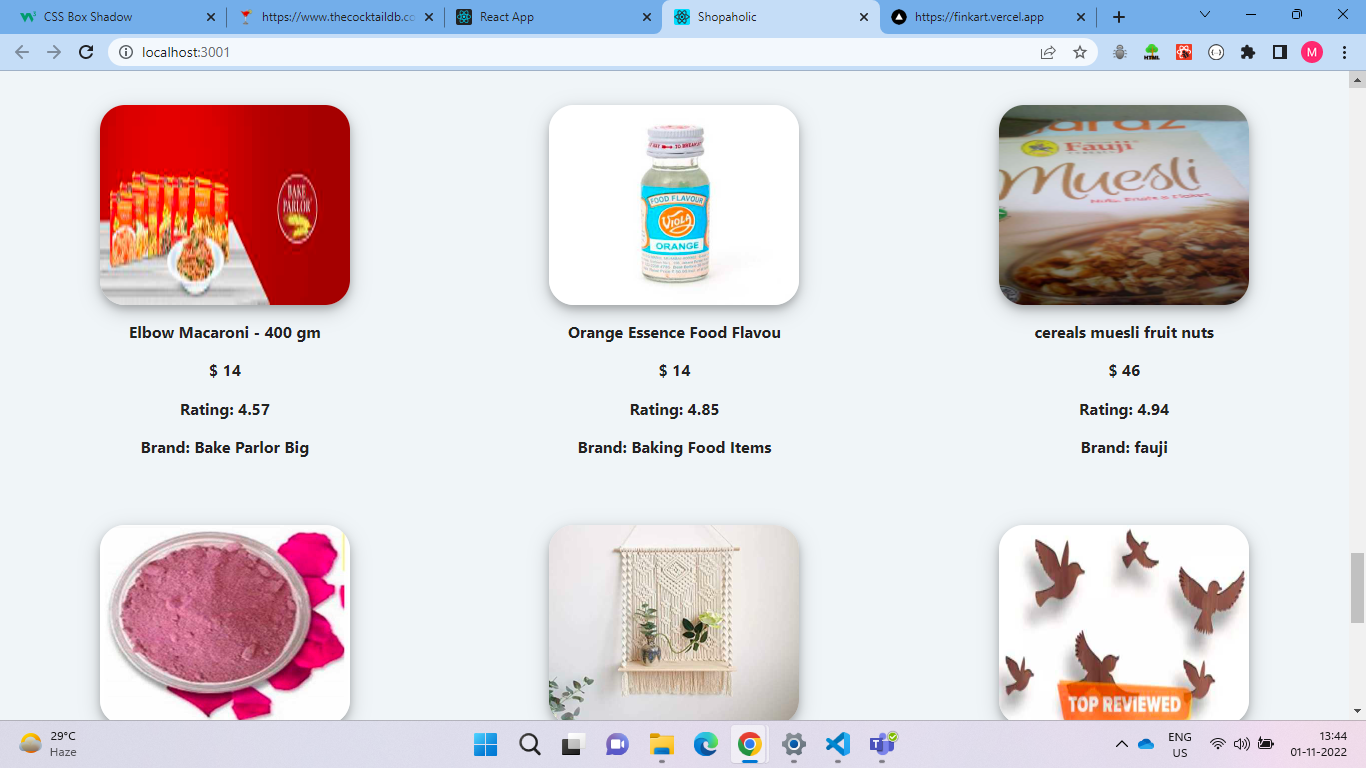 CSS Box Shadow
https://www.thecocktaildb.co
React App
Shopaholic
https://finkart.vercel.app
localhost:3001
HTML
M
BAKE
PARLOR
FOOD FLAVOUR
VIOLA
ORANGE
Fauji
Muesli
Elbow Macaroni - 400 gm
Orange Essence Food Flavou
cereals muesli fruit nuts
$ 14
$ 14
$ 46
Rating: 4.57
Rating: 4.85
Rating: 4.94
Brand: Bake Parlor Big
Brand: Baking Food Items
Brand: fauji
TOP REVIEWED
29°C
Haze
ENG
US
13:44
01-11-2022